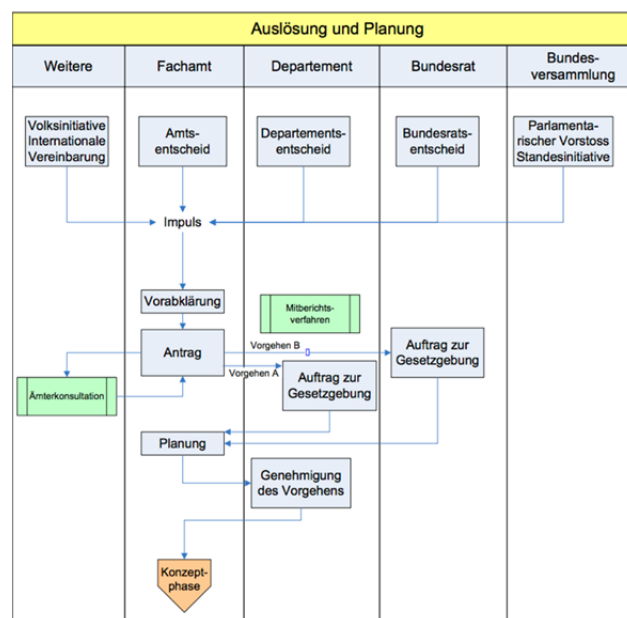 Auslösung und Planung
Weitere
Fachamt
Departement
Bundesrat
Bundes-
versammlung
Volksinitiative
Internationale
Vereinbarung
Amts-
entscheid
Departements-
entscheid
Bundesrats-
entscheid
Parlamenta-
rischer Vorstoss
Standesinitiative
Impuls
Vorabklärung
Mitberichts-
verfahren
Antrag
Vorgehen B
Auftrag zur
Gesetzgebung
Vorgehen A
Auftrag zur
Gesetzgebung
Ämterkonsultation
Planung
Genehmigung
des Vorgehens
Konzept-
phase